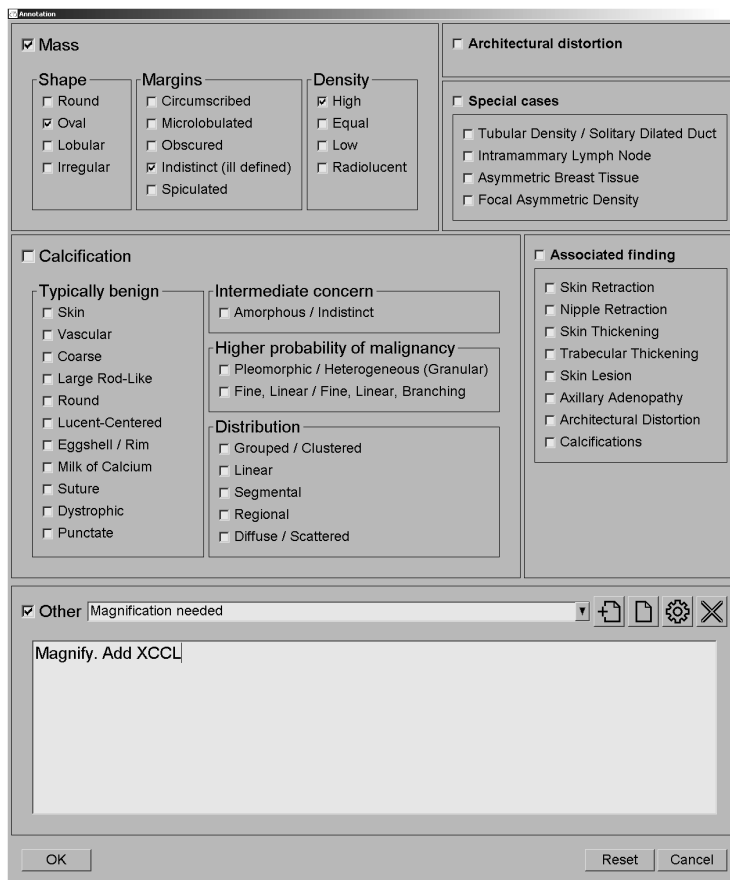 Annotation
Mass
Shape
Round
Oval
Lobular
Irregular
Margins
Circumscribed
Microlobulated
Obscured
Indistinct (ill defined)
Spiculated
Density
High
Equal
Low
Radiolucent
Architectural distortion
Special cases
Tubular Density / Solitary Dilated Duct
Intramammary Lymph Node
Asymmetric Breast Tissue
Focal Asymmetric Density
Calcification
Typically benign
Skin
Vascular
Coarse
Large Rod-Like
Round
Lucent-Centered
Eggshell / Rim
Milk of Calcium
Suture
Dystrophic
Punctate
Intermediate concern
Amorphous / Indistinct
Higher probability of malignancy
Pleomorphic / Heterogeneous (Granular)
Fine, Linear / Fine, Linear, Branching
Distribution
Grouped / Clustered
Linear
Segmental
Regional
Diffuse / Scattered
Associated finding
Skin Retraction
Nipple Retraction
Skin Thickening
Trabecular Thickening
Skin Lesion
Axillary Adenopathy
Architectural Distortion
Calcifications
Other Magnification needed
Magnify. Add XCCL
OK Reset Cancel